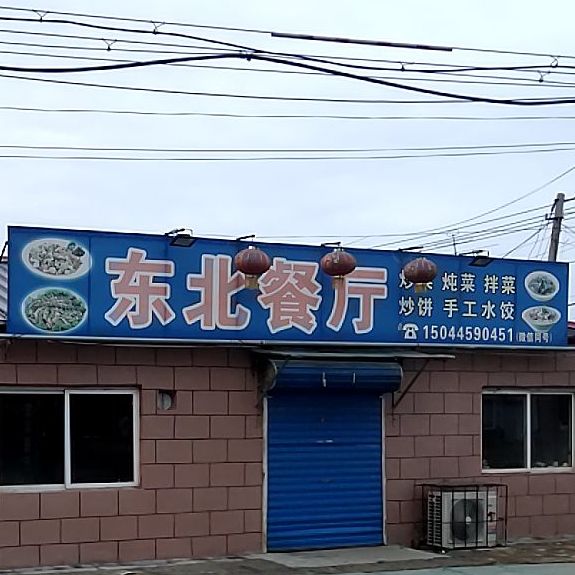 东北餐厅
炒菜 炖菜 拌菜
炒饼 手工水饺
☎15044590451(微信同号)